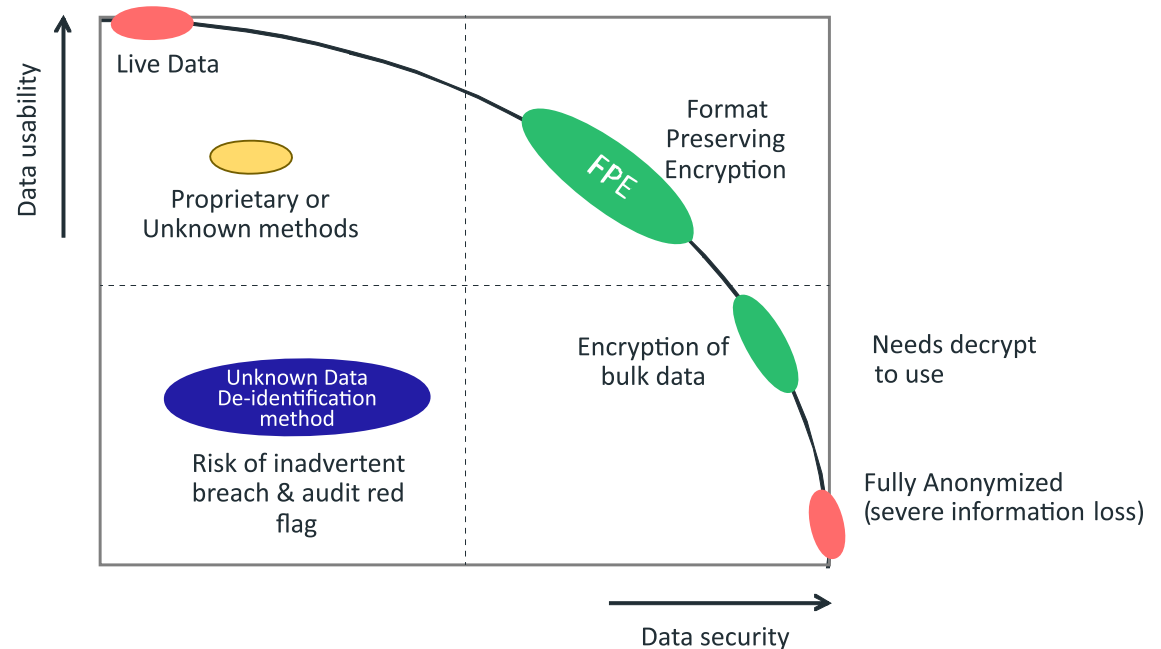 Data usability
Live Data
Proprietary or
Unknown methods
Format
Preserving
Encryption
FPE
Encryption of
bulk data
Needs decrypt
to use
Unknown Data
De-identification
method
Risk of inadvertent
breach & audit red
flag
Fully Anonymized
(severe information loss)
Data security